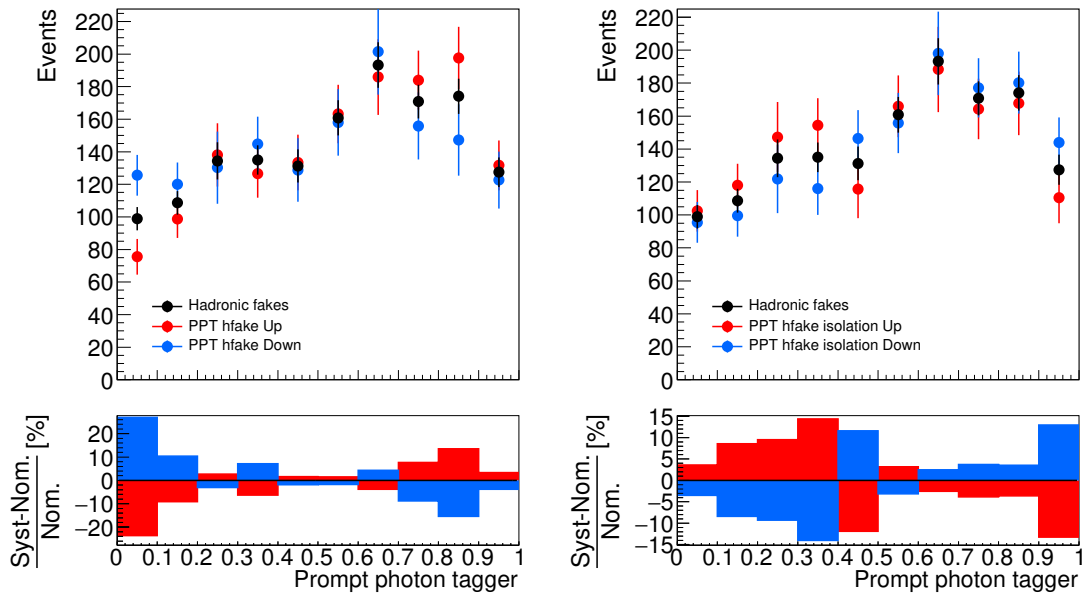 Events
220
200
180
160
140
120
100
80
60
40
20
0
Hadronic fakes
PPT hfake Up
PPT hfake Down
Syst-Nom.
Nom.
[%]
20
10
0
−10
−20
0 0.1 0.2 0.3 0.4 0.5 0.6 0.7 0.8 0.9 1
Prompt photon tagger
Events
220
200
180
160
140
120
100
80
60
40
20
0
Hadronic fakes
PPT hfake isolation Up
PPT hfake isolation Down
Syst-Nom.
Nom.
[%]
15
10
5
0
−5
−10
−15
0 0.1 0.2 0.3 0.4 0.5 0.6 0.7 0.8 0.9 1
Prompt photon tagger